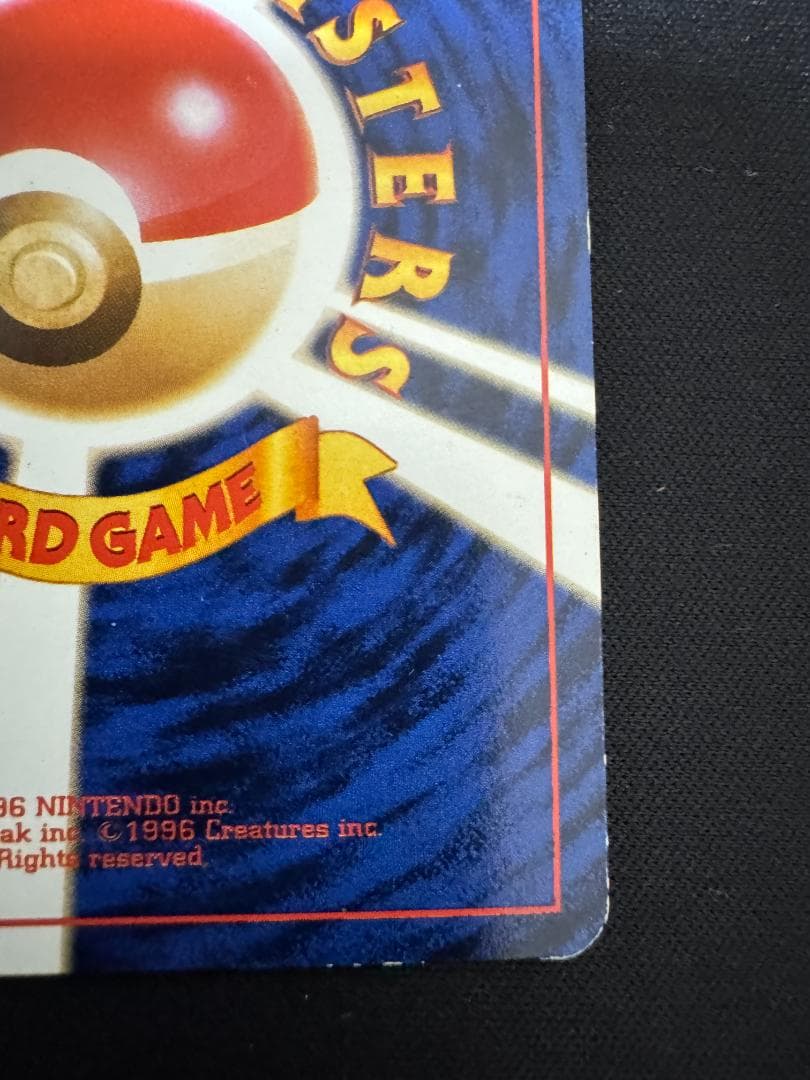 STERS
RD GAME
96 NINTENDO inc.
ak inc. ©1996 Creatures inc.
Rights reserved.